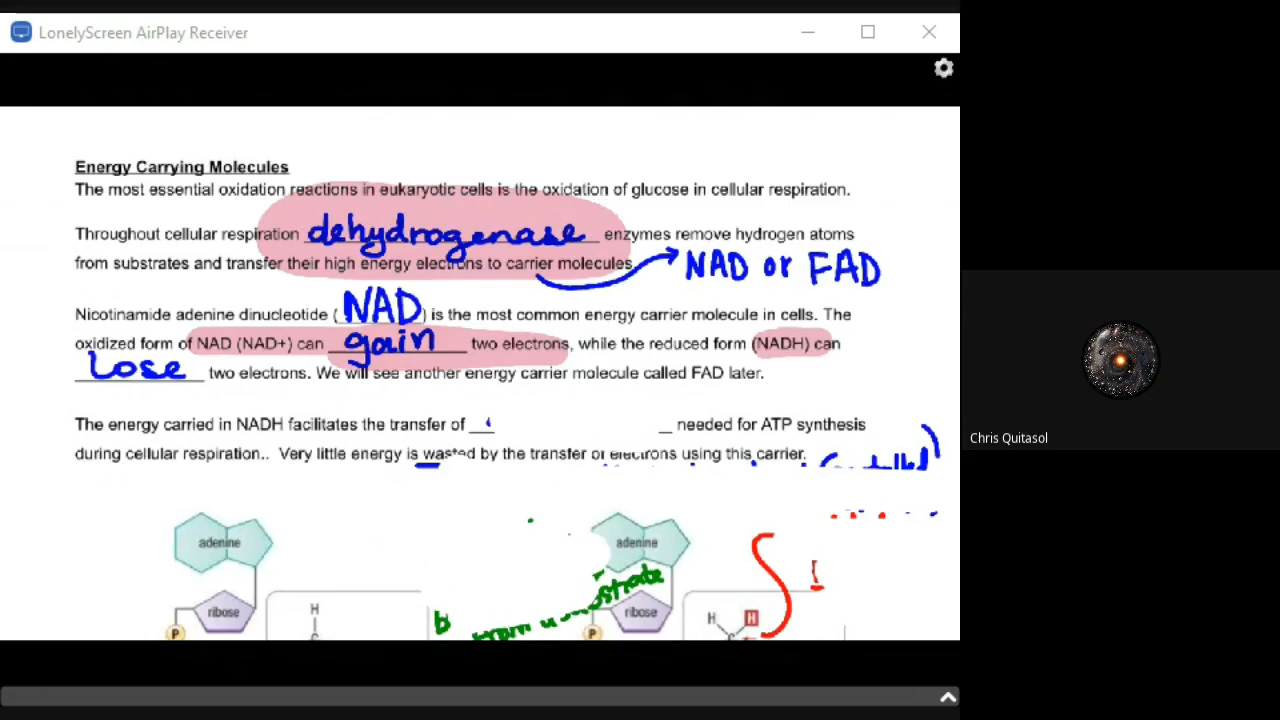 LonelyScreen AirPlay Receiver
Energy Carrying Molecules
The most essential oxidation reactions in eukaryotic cells is the oxidation of glucose in cellular respiration.
Throughout cellular respiration dehydrogenase enzymes remove hydrogen atoms
from substrates and transfer their high energy electrons to carrier molecules.
NAD or FAD
Nicotinamide adenine dinucleotide (NAD) is the most common energy carrier molecule in cells. The
oxidized form of NAD (NAD+) can gain two electrons, while the reduced form (NADH) can
lose two electrons. We will see another energy carrier molecule called FAD later.
The energy carried in NADH facilitates the transfer of ___ _ needed for ATP synthesis
during cellular respiration.. Very little energy is wasted by the transfer of electrons using this carrier.
adenine
adenine
ribose
H
P
b
from
strate
ribose
H
H
P
Chris Quitasol